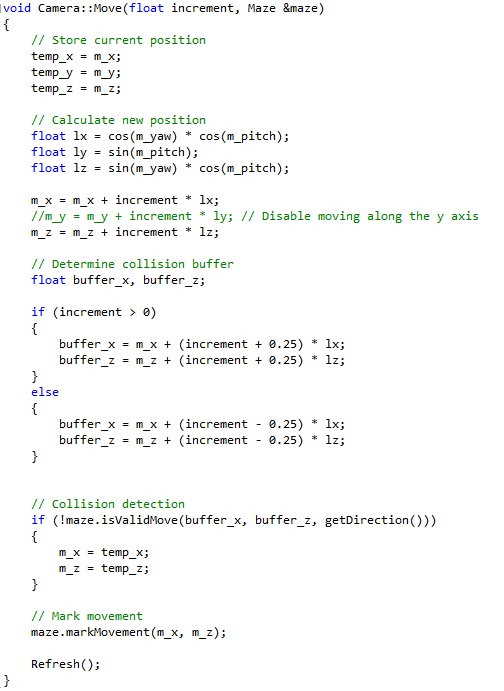 void Camera::Move(float increment, Maze &maze)
{
    // Store current position
    temp_x = m_x;
    temp_y = m_y;
    temp_z = m_z;

    // Calculate new position
    float lx = cos(m_yaw) * cos(m_pitch);
    float ly = sin(m_pitch);
    float lz = sin(m_yaw) * cos(m_pitch);

    m_x = m_x + increment * lx;
    //m_y = m_y + increment * ly; // Disable moving along the y axis
    m_z = m_z + increment * lz;

    // Determine collision buffer
    float buffer_x, buffer_z;

    if (increment > 0)
    {
        buffer_x = m_x + (increment + 0.25) * lx;
        buffer_z = m_z + (increment + 0.25) * lz;
    }
    else
    {
        buffer_x = m_x + (increment - 0.25) * lx;
        buffer_z = m_z + (increment - 0.25) * lz;
    }


    // Collision detection
    if (!maze.isValidMove(buffer_x, buffer_z, getDirection()))
    {
        m_x = temp_x;
        m_z = temp_z;
    }

    // Mark movement
    maze.markMovement(m_x, m_z);

    Refresh();
}